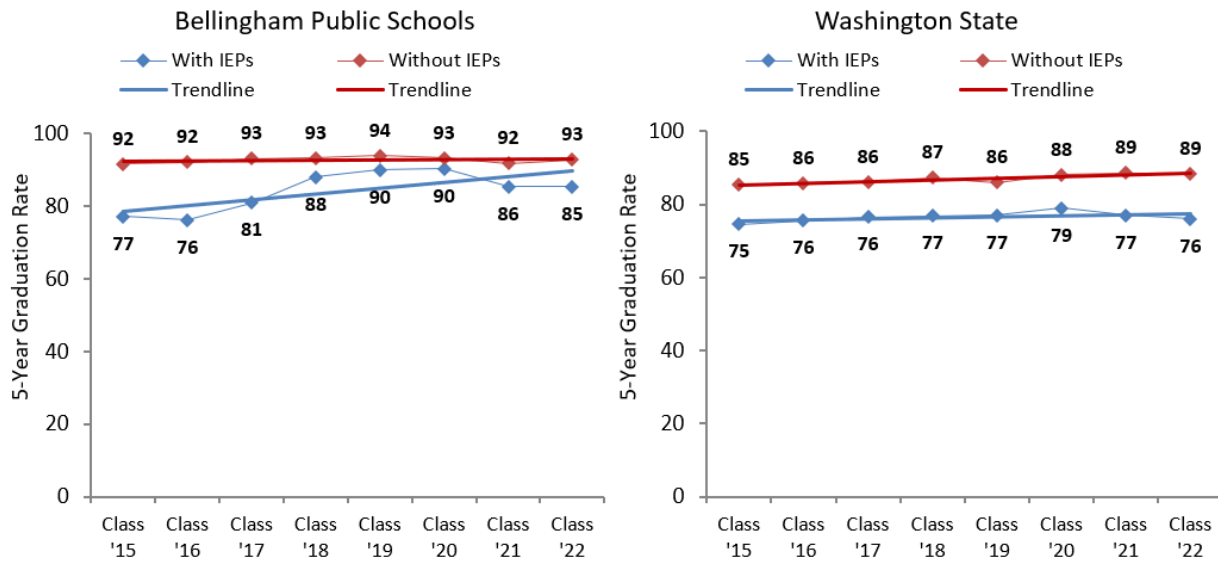 Bellingham Public Schools
With IEPs Without IEPs
Trendline Trendline
5-Year Graduation Rate
100
80
60
40
20
0
92 92 93 93 94 93 92 93
77 76 81 88 90 90 86 85
Class '15
Class '16
Class '17
Class '18
Class '19
Class '20
Class '21
Class '22
Washington State
With IEPs Without IEPs
Trendline Trendline
5-Year Graduation Rate
100
80
60
40
20
0
85 86 86 87 86 88 89 89
75 76 76 77 77 79 77 76
Class '15
Class '16
Class '17
Class '18
Class '19
Class '20
Class '21
Class '22